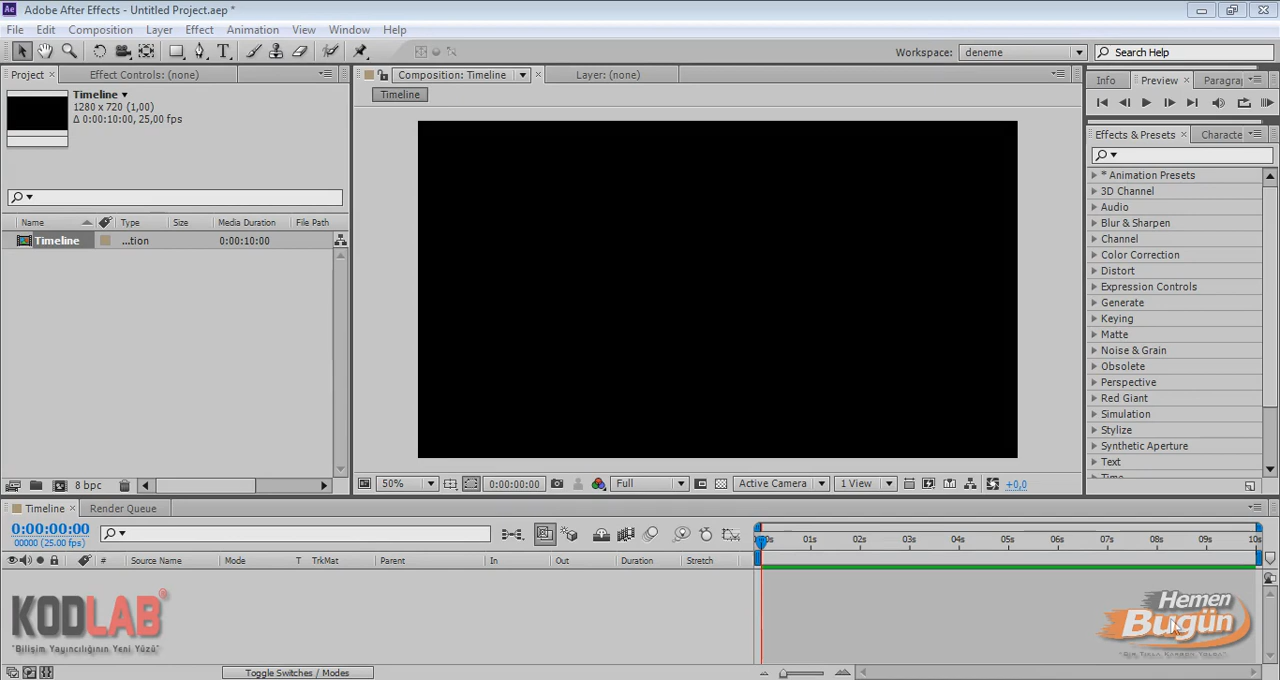 Adobe After Effects - Untitled Project.aep *
File Edit Composition Layer Effect Animation View Window Help
Workspace: deneme Search Help
Project Effect Controls: (none) Composition: Timeline Layer: (none) Info Preview Paragra
Timeline
Timeline
1280 x 720 (1,00)
Δ 0:00:10:00, 25,00 fps
Effects & Presets Characte
* Animation Presets
3D Channel
Audio
Blur & Sharpen
Channel
Color Correction
Distort
Expression Controls
Generate
Keying
Matte
Noise & Grain
Obsolete
Perspective
Red Giant
Simulation
Stylize
Synthetic Aperture
Text
Time
Name Type Size Media Duration File Path
Timeline ...tion 0:00:10:00
8 bpc
50% 0:00:00:00 Full Active Camera 1 View +0,0
Timeline Render Queue
0:00:00:00
00000 (25.00 fps)
# Source Name Mode T TrkMat Parent In Out Duration Stretch
01s 02s 03s 04s 05s 06s 07s 08s 09s 10s
KODLAB
"Bilişim Yayıncılığının Yeni Yüzü"
Hemen
Bugün
Toggle Switches / Modes